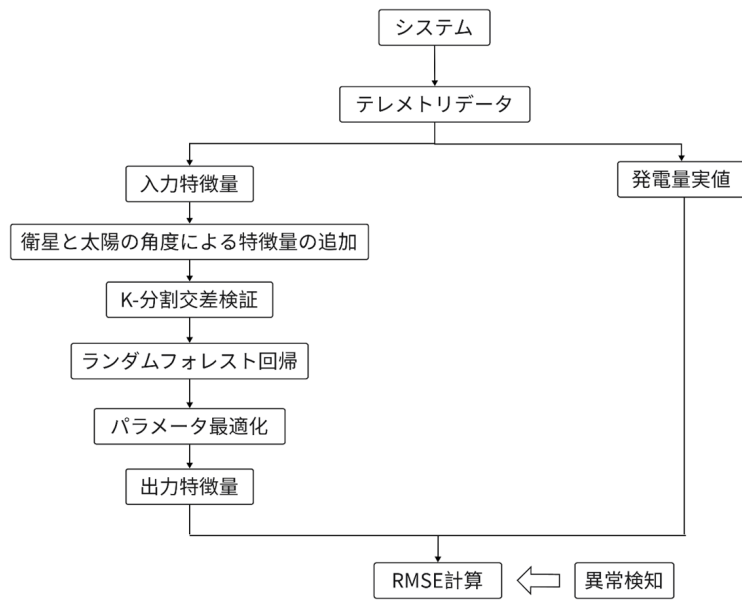 システム
テレメトリデータ
入力特徴量
発電量実値
衛星と太陽の角度による特徴量の追加
K-分割交差検証
ランダムフォレスト回帰
パラメータ最適化
出力特徴量
RMSE計算
異常検知